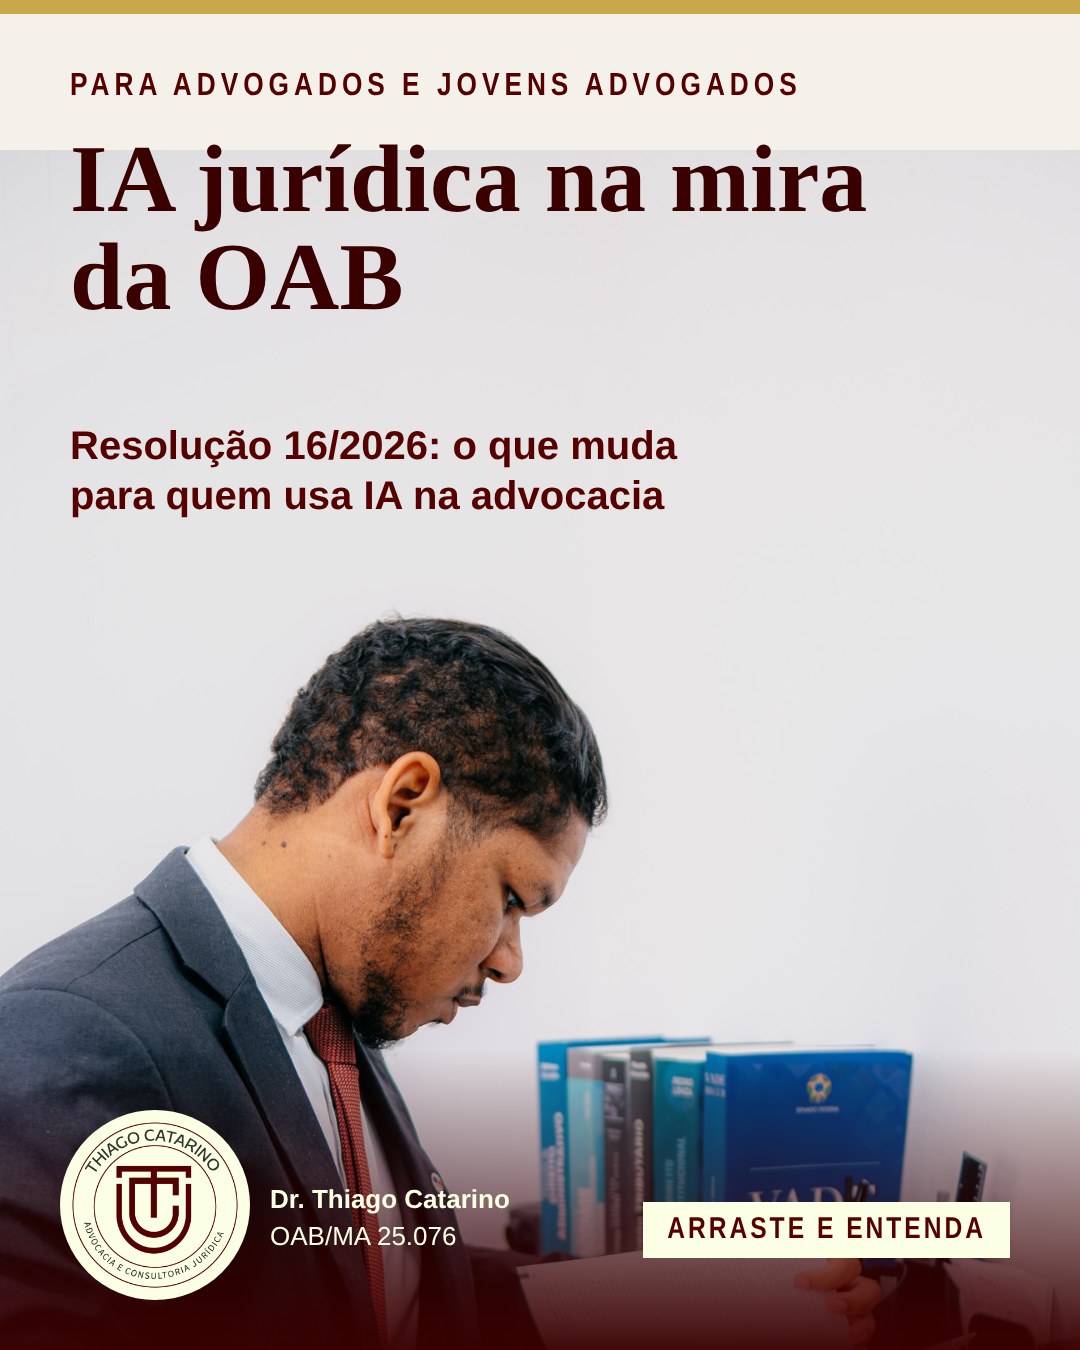 PARA ADVOGADOS E JOVENS ADVOGADOS
IA jurídica na mira
da OAB
Resolução 16/2026: o que muda
para quem usa IA na advocacia
THIAGO CATARINO
ADVOCACIA E CONSULTORIA JURÍDICA
Dr. Thiago Catarino
OAB/MA 25.076
ARRASTE E ENTENDA